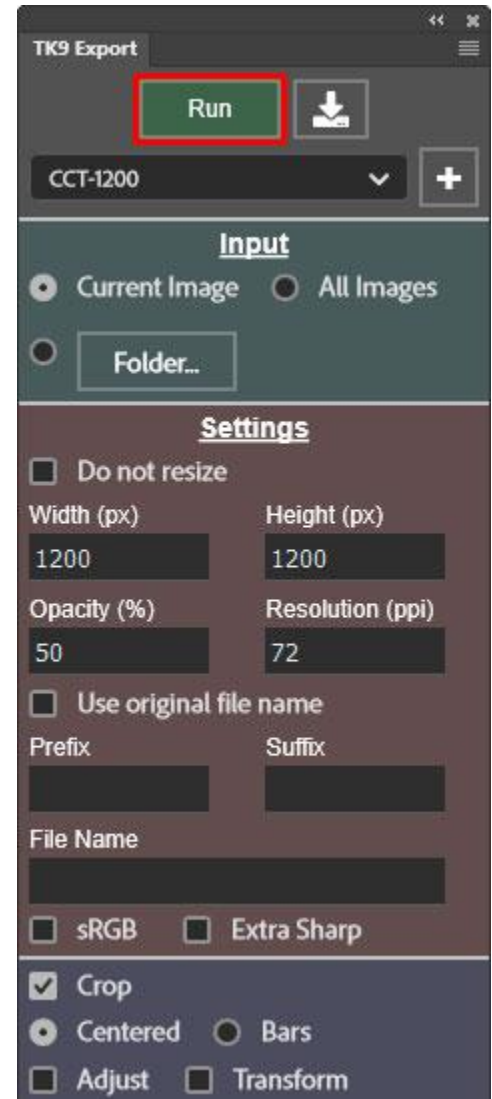 TK9 Export
Run
CCT-1200
Input
Current Image All Images
Folder...
Settings
Do not resize
Width (px) Height (px)
1200 1200
Opacity (%) Resolution (ppi)
50 72
Use original file name
Prefix Suffix
File Name
sRGB Extra Sharp
Crop
Centered Bars
Adjust Transform